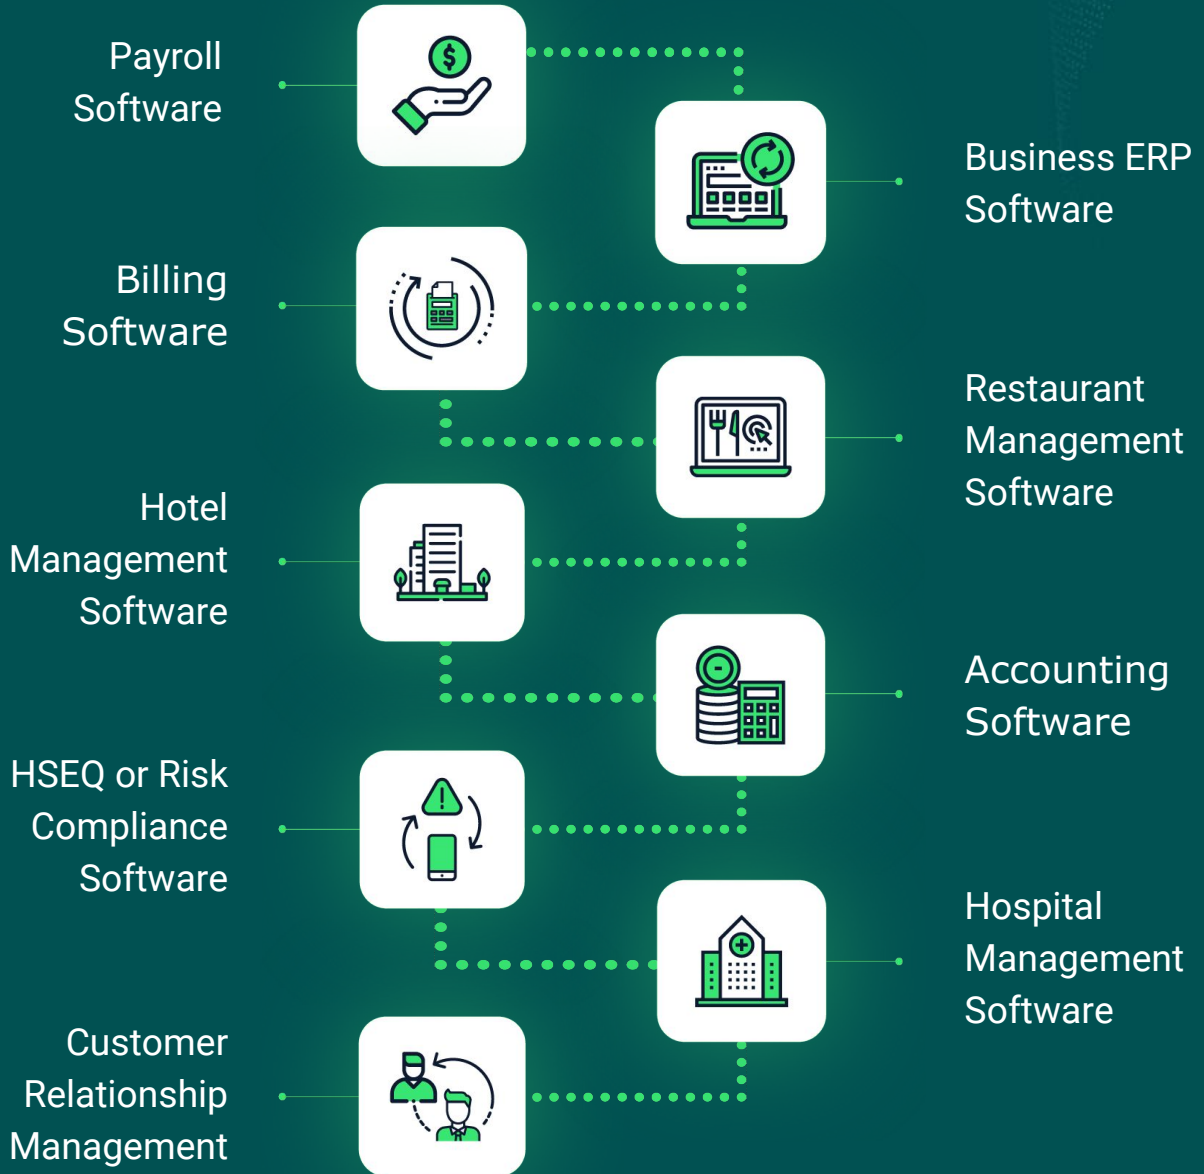 Payroll
Software
Business ERP
Software
Billing
Software
Restaurant
Management
Software
Hotel
Management
Software
Accounting
Software
HSEQ or Risk
Compliance
Software
Hospital
Management
Software
Customer
Relationship
Management